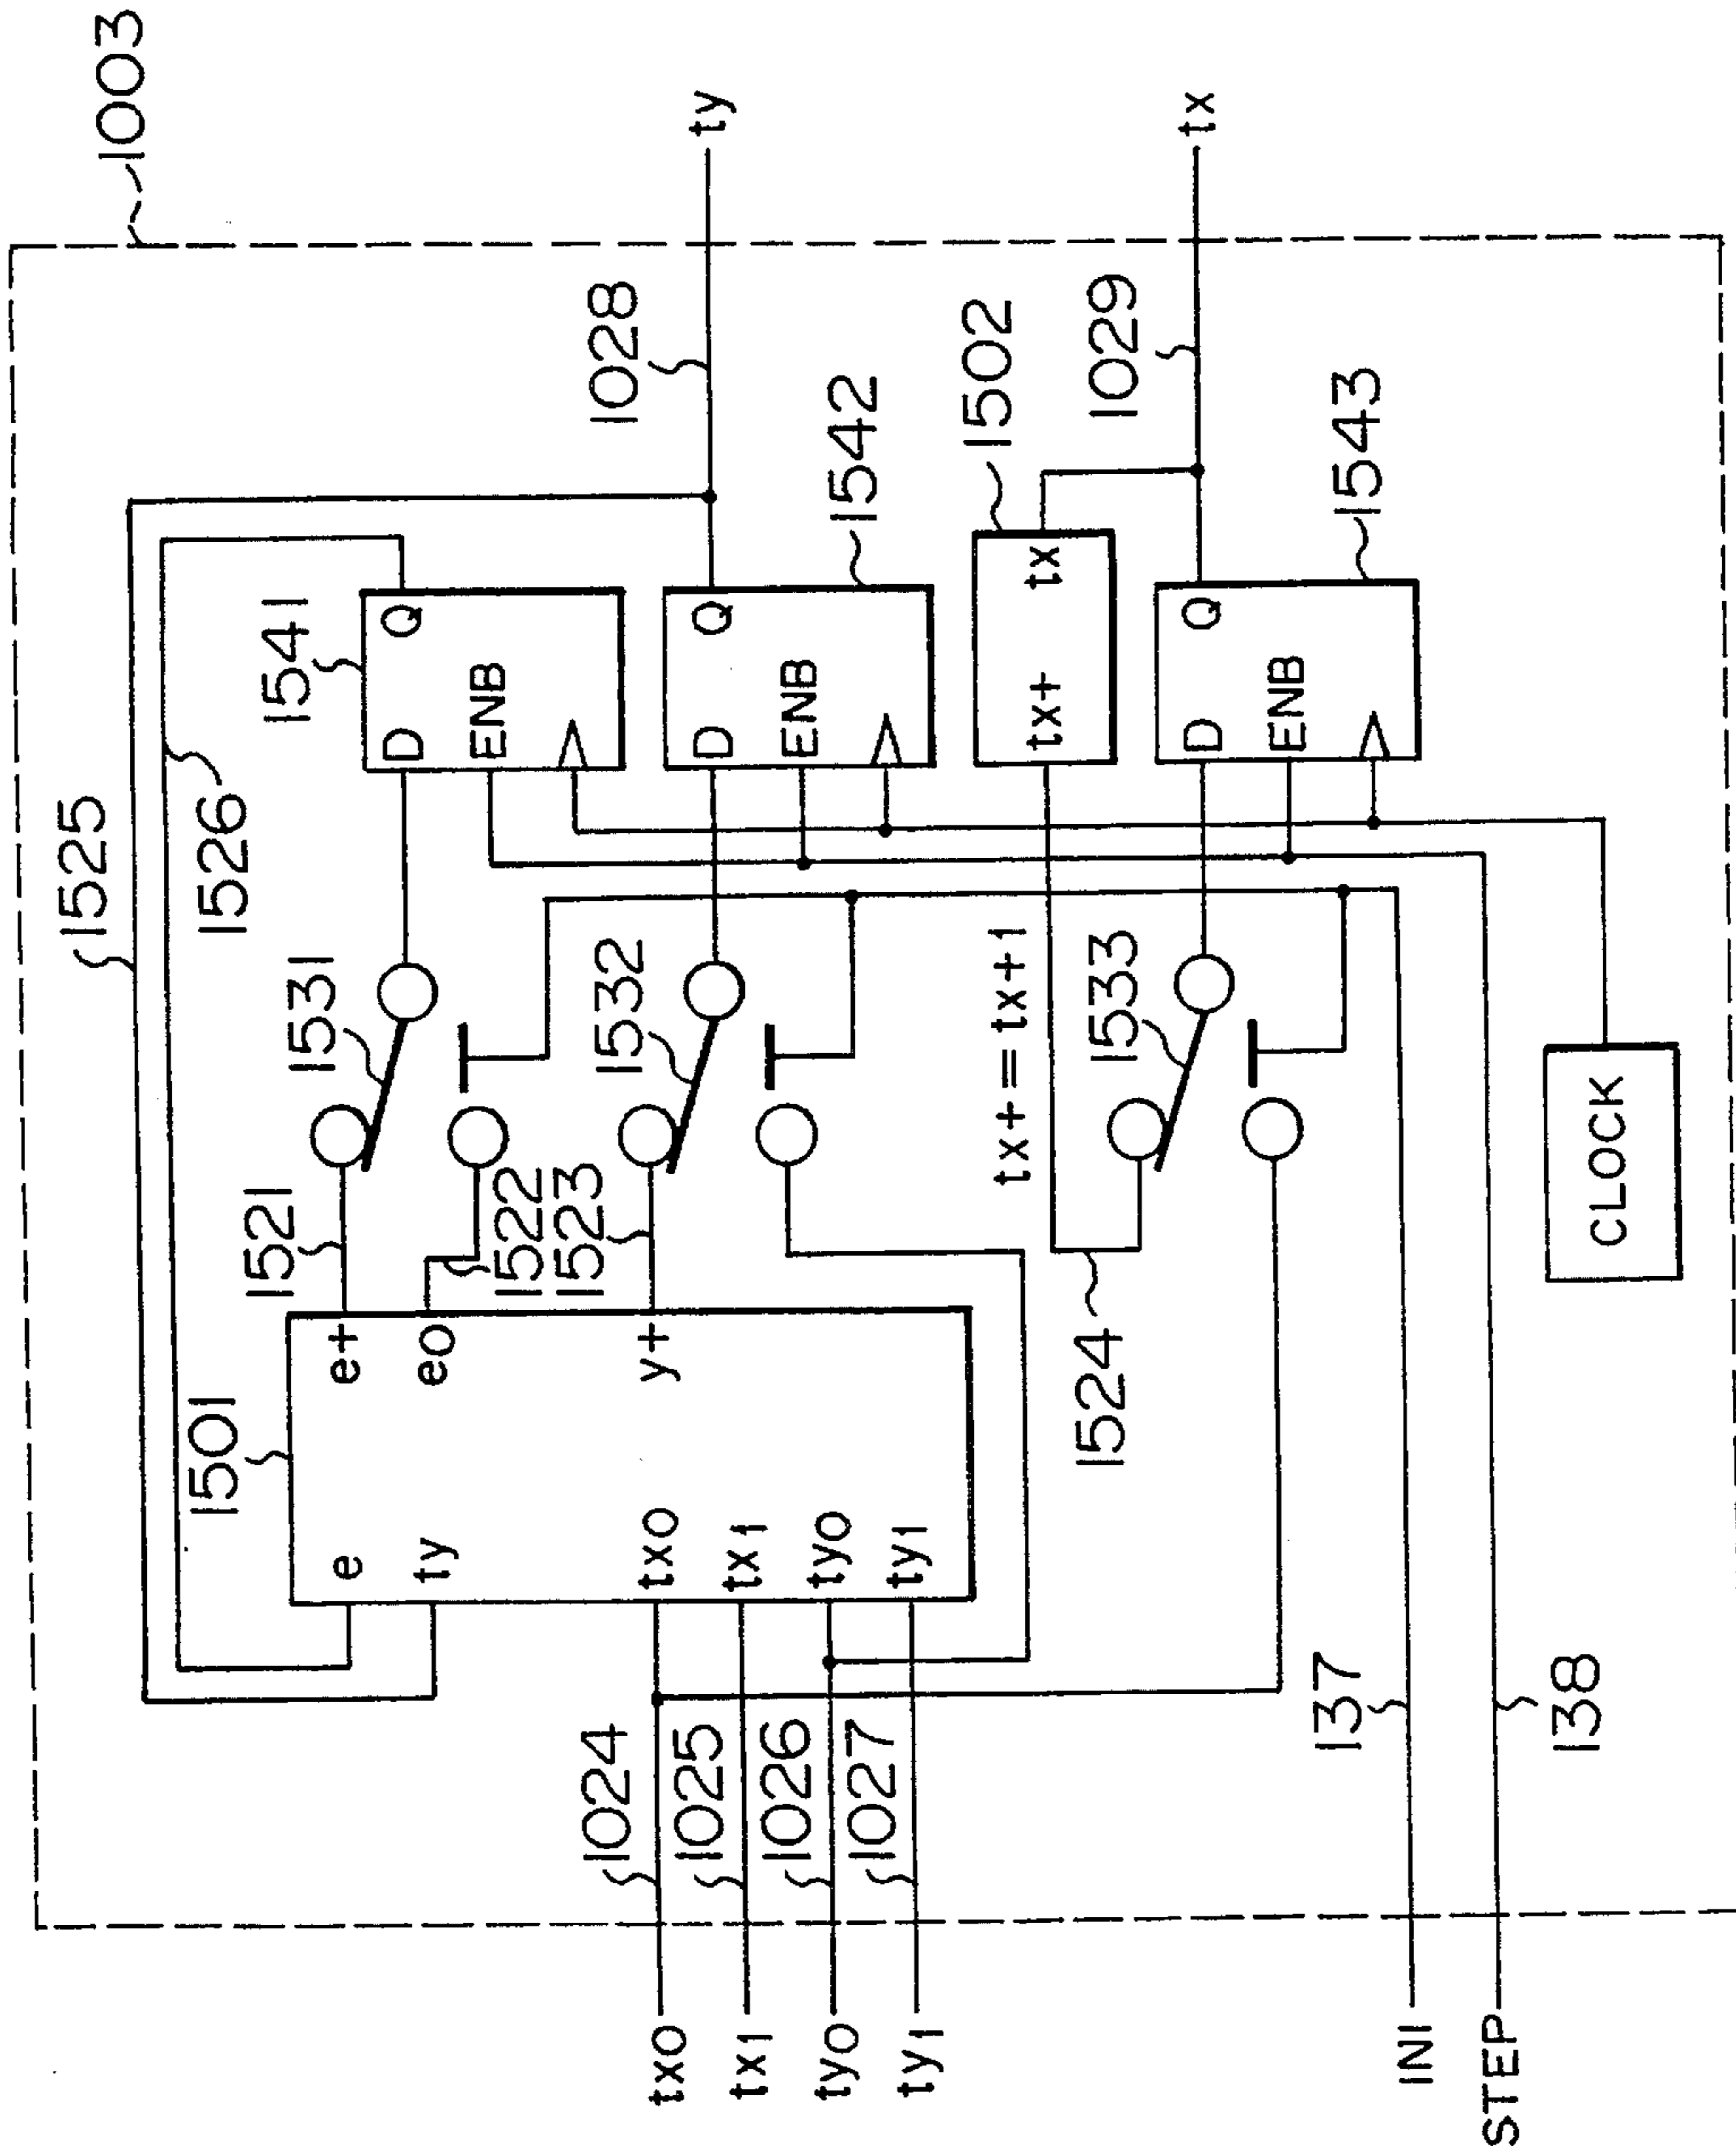 1003
1525
1526
1541
1028
ty
1531
1521
1501
e
e+
D
Q
ty
eo
ENB
1522
1523
1532
1542
y+
D
Q
ENB
1024
txo
txo
1025
tx1
tx1
1026
tyo
tyo
1027
ty1
ty1
1502
tx+
tx
tx+=tx+1
1029
tx
1524
1533
D
Q
ENB
1543
137
INI
138
STEP
CLOCK